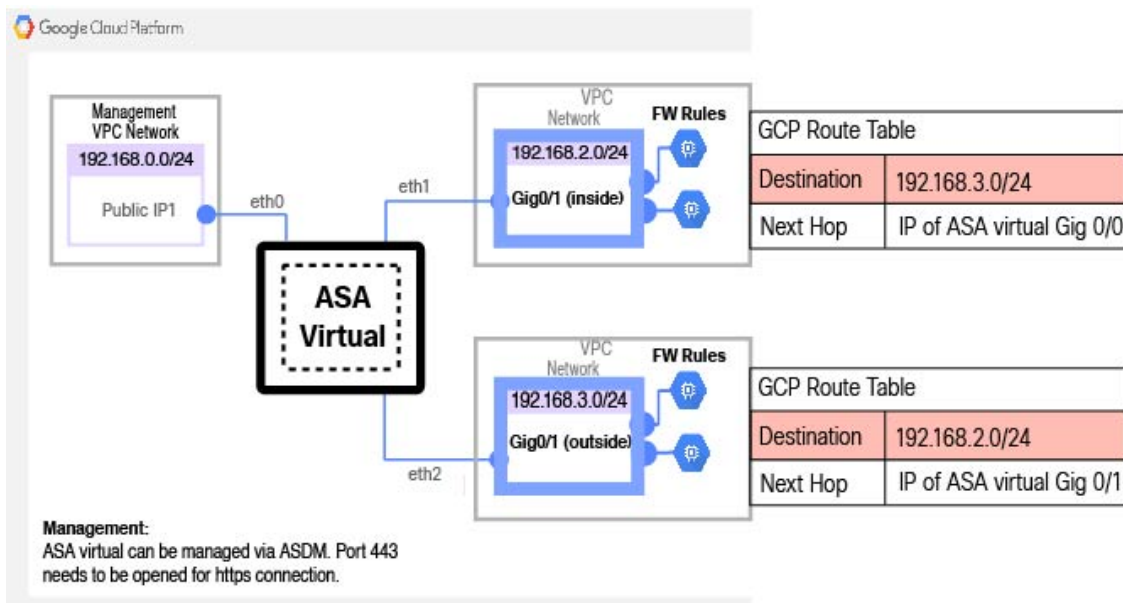 Google Cloud Platform
Management
VPC Network
192.168.0.0/24
Public IP1
eth0
ASA
Virtual
eth1
eth2
VPC
Network
FW Rules
192.168.2.0/24
Gig0/1 (inside)
GCP Route Table
Destination 192.168.3.0/24
Next Hop IP of ASA virtual Gig 0/0
VPC
Network
FW Rules
192.168.3.0/24
Gig0/1 (outside)
GCP Route Table
Destination 192.168.2.0/24
Next Hop IP of ASA virtual Gig 0/1
Management:
ASA virtual can be managed via ASDM. Port 443
needs to be opened for https connection.